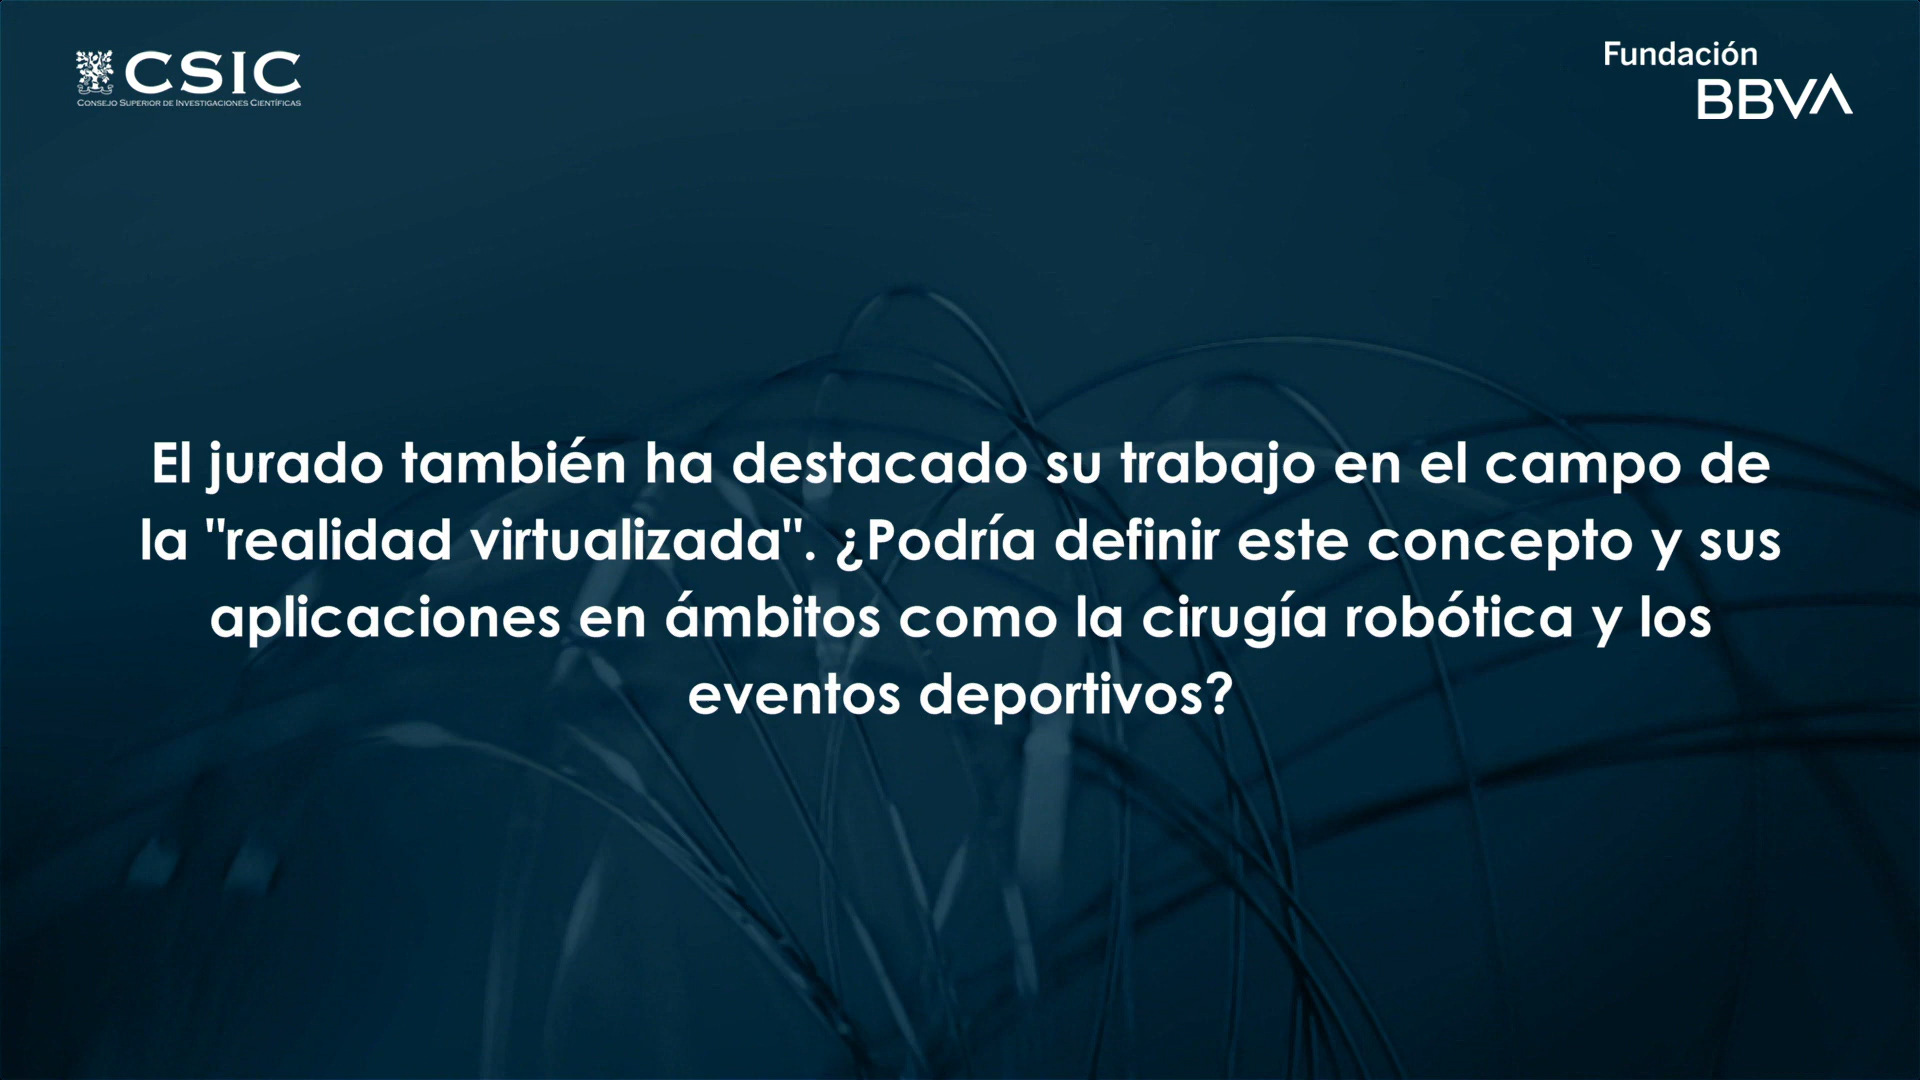 CSIC
CONSEJO SUPERIOR DE INVESTIGACIONES CIENTÍFICAS
Fundación
BBVA
El jurado también ha destacado su trabajo en el campo de
la "realidad virtualizada". ¿Podría definir este concepto y sus
aplicaciones en ámbitos como la cirugía robótica y los
eventos deportivos?